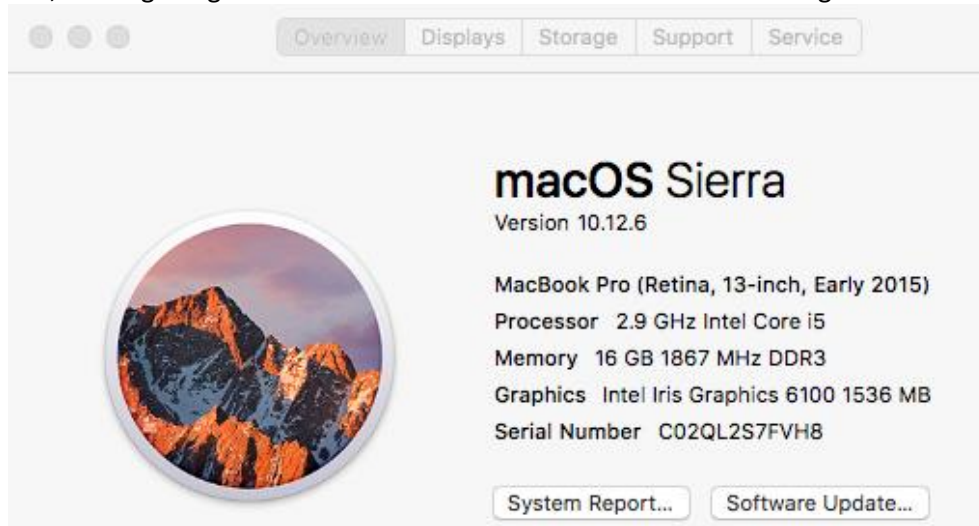 Overview Displays Storage Support Service
macOS Sierra
Version 10.12.6
MacBook Pro (Retina, 13-inch, Early 2015)
Processor 2.9 GHz Intel Core i5
Memory 16 GB 1867 MHz DDR3
Graphics Intel Iris Graphics 6100 1536 MB
Serial Number C02QL2S7FVH8
System Report... Software Update...